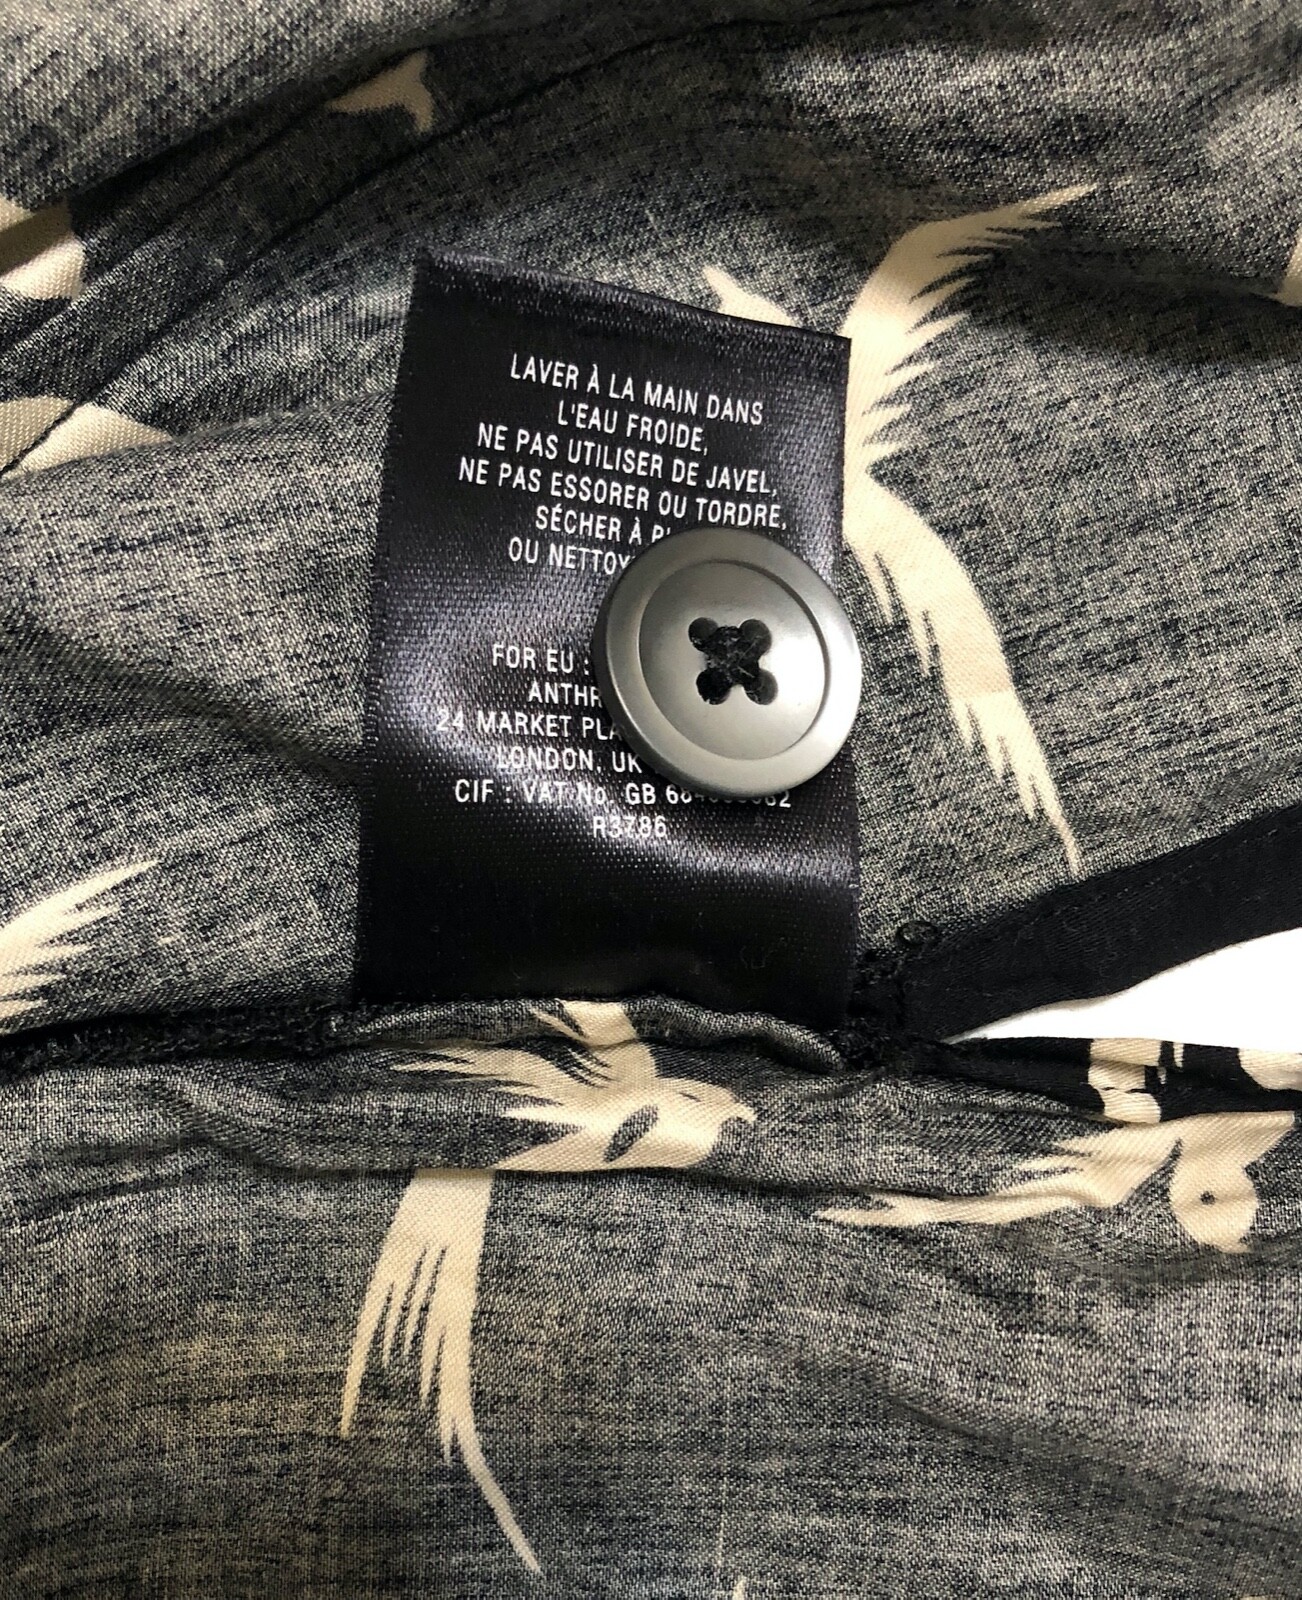 LAVER À LA MAIN DANS
L'EAU FROIDE,
NE PAS UTILISER DE JAVEL,
NE PAS ESSORER OU TORDRE,
SÉCHER À
OU
FOR EU :
24 MARKET
LONDON, UK
CIF : VAT No. GB
R3786